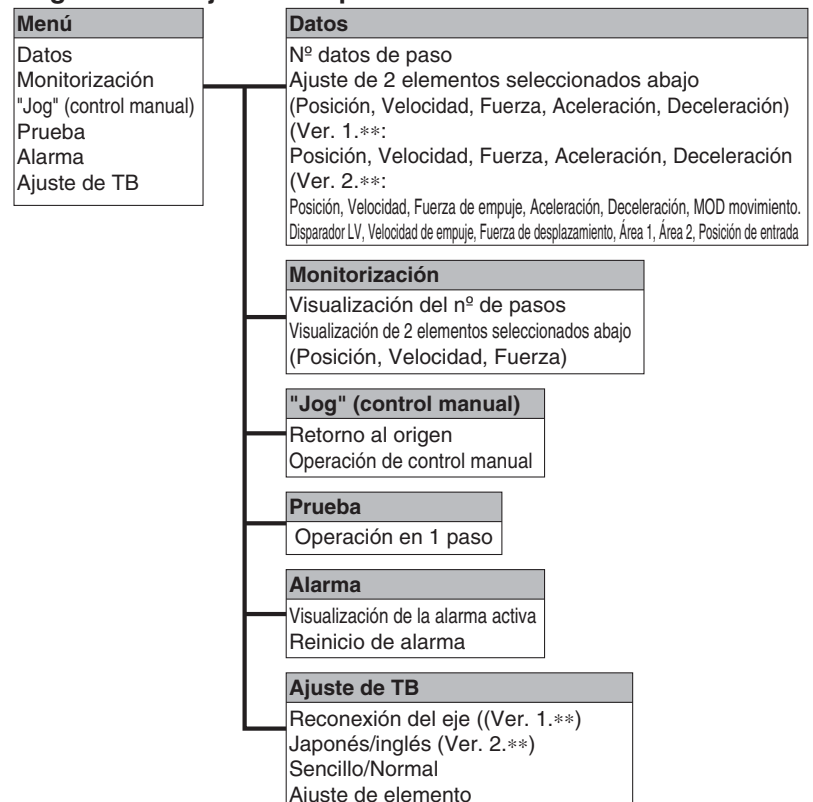 Menú
Datos
Monitorización
"Jog" (control manual)
Prueba
Alarma
Ajuste de TB
Datos
Nº datos de paso
Ajuste de 2 elementos seleccionados abajo
(Posición, Velocidad, Fuerza, Aceleración, Deceleración)
(Ver. 1.**:
Posición, Velocidad, Fuerza, Aceleración, Deceleración
(Ver. 2.**:
Posición, Velocidad, Fuerza de empuje, Aceleración, Deceleración, MOD movimiento.
Disparador LV, Velocidad de empuje, Fuerza de desplazamiento, Área 1, Área 2, Posición de entrada
Monitorización
Visualización del nº de pasos
Visualización de 2 elementos seleccionados abajo
(Posición, Velocidad, Fuerza)
"Jog" (control manual)
Retorno al origen
Operación de control manual
Prueba
Operación en 1 paso
Alarma
Visualización de la alarma activa
Reinicio de alarma
Ajuste de TB
Reconexión del eje ((Ver. 1.**)
Japonés/inglés (Ver. 2.**)
Sencillo/Normal
Ajuste de elemento